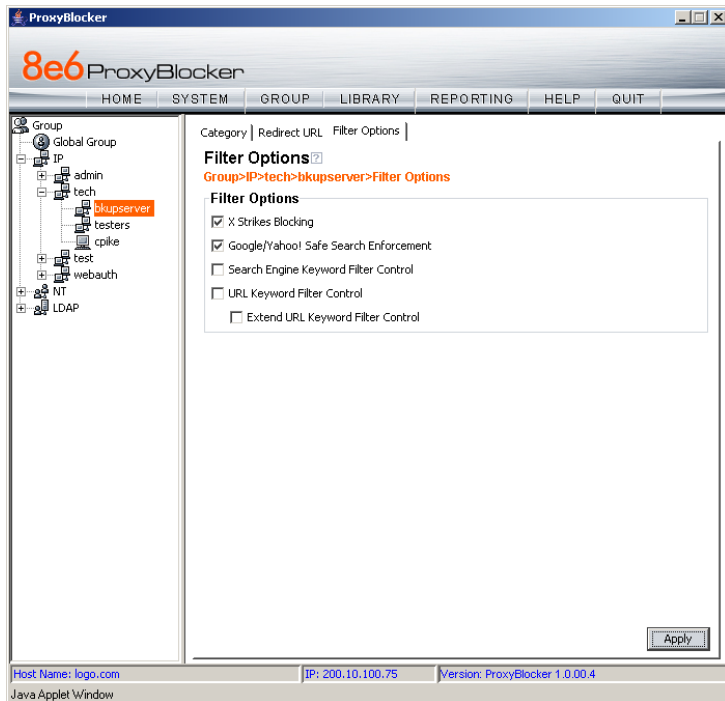 ProxyBlocker
8e6 ProxyBlocker
HOME SYSTEM GROUP LIBRARY REPORTING HELP QUIT
Group
Global Group
IP
admin
tech
bkupserver
testers
cpike
test
webauth
NT
LDAP
Category Redirect URL Filter Options
Filter Options?
Group>IP>tech>bkupserver>Filter Options
Filter Options
X Strikes Blocking
Google/Yahoo! Safe Search Enforcement
Search Engine Keyword Filter Control
URL Keyword Filter Control
Extend URL Keyword Filter Control
Apply
Host Name: logo.com IP: 200.10.100.75 Version: ProxyBlocker 1.0.00.4
Java Applet Window